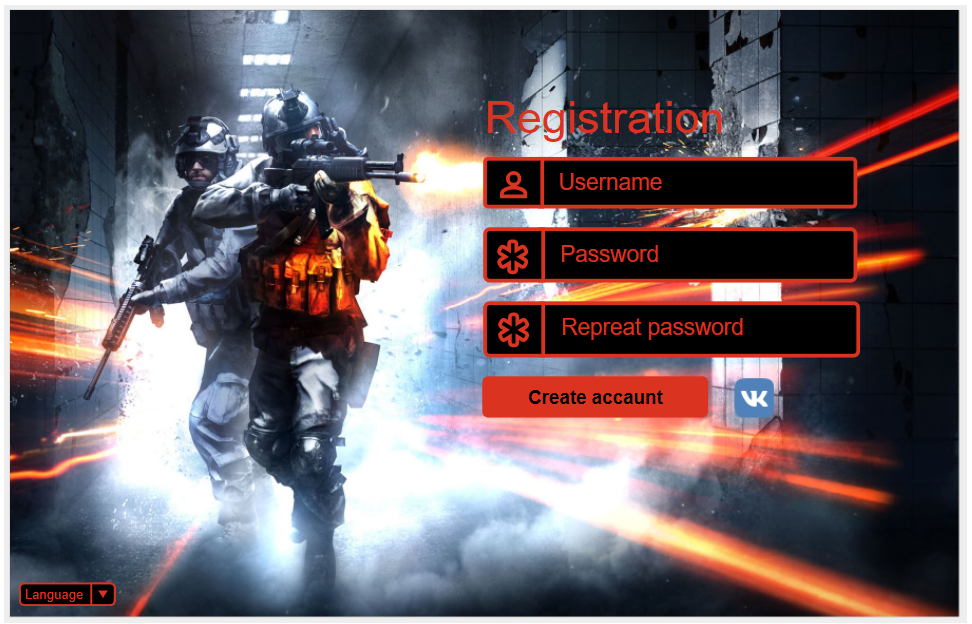 Registration
Username
Password
Repreat password
Create accaunt
Language